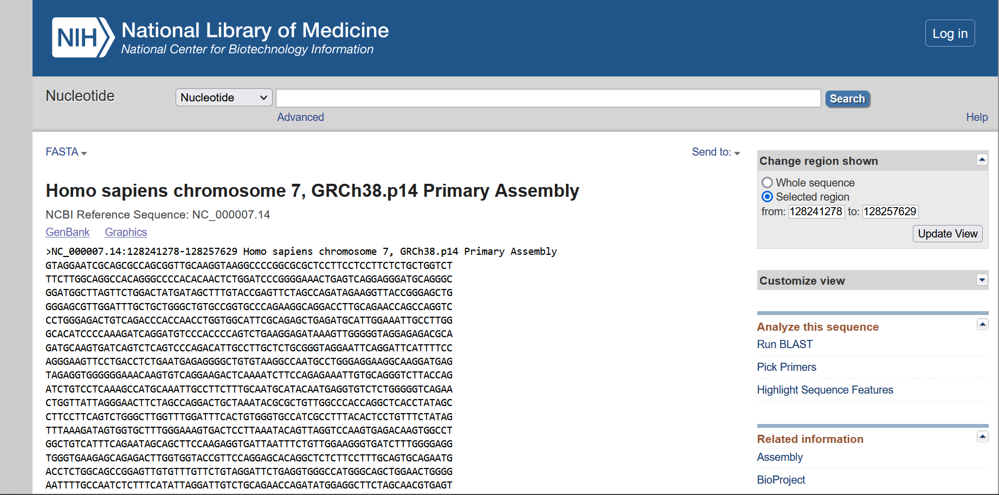 NIH National Library of Medicine
National Center for Biotechnology Information
Log in
Nucleotide
Nucleotide
Search
Advanced
Help
FASTA
Send to:
Homo sapiens chromosome 7, GRCh38.p14 Primary Assembly
NCBI Reference Sequence: NC_000007.14
GenBank Graphics
>NC_000007.14:128241278-128257629 Homo sapiens chromosome 7, GRCh38.p14 Primary Assembly
GTAGGAATCGCAGCGCCAGCGGTTGCAAGGTAAGGCCCCGGCGCGCTCCTTCCTCCTTCTCTGCTGGTCT
TTCTTGGCAGGCCACAGGGCCCCACACAACTCTGGATCCCGGGGAAACTGAGTCAGGAGGGATGCAGGGC
GGATGGCTTAGTTCTGGACTATGATAGCTTTGTACCGAGTTCTAGCCAGATAGAAGGTTACCGGGAGCTG
GGGAGCGTTGGATTTGCTGCTGGGCTGTGCCGGTGCCCAGAAGGCAGGACCTTGCAGAACCAGCCAGGTC
CCTGGGAGACTGTCAGACCCACCAACCTGGTGGCATTCGCAGAGCTGAGATGCATTGGAAATTGCCTTGG
GCACATCCCCAAAGATCAGGATGTCCCACCCCAGTCTGAAGGAGATAAAGTTGGGGGTAGGAGAGACGCA
GATGCAAGTGATCAGTCTCAGTCCCAGACATTGCCTTGCTCTGCGGGTAGGAATTCAGGATTCATTTTCC
AGGGAAGTTCCTGACCTCTGAATGAGAGGGGCTGTGTAAGGCCAATGCCTGGGAGGAAGGCAAGGATGAG
TAGAGGTGGGGGGAAACAAGTGTCAGGAAGACTCAAAATCTTCCAGAGAAATTGTGCAGGGTCTTACCAG
ATCTGTCCTCAAAGCCATGCAAATTGCCTTCTTTGCAATGCATACAATGAGGTGTCTCTGGGGGTCAGAA
CTGGTTATTAGGGAACTTCTAGCCAGGACTGCTAAATACGCGCTGTTGGCCCACCAGGCTCACCTATAGC
CTTCCTTCAGTCTGGGCTTGGTTTGGATTTCACTGTGGGTGCCATCGCCTTTACACTCCTGTTTCTATAG
TTTAAAGATAGTGGTGCTTTGGGAAAGTGACTCCTTAAATACAGTTAGGTCCAAGTGAGACAAGTGGCCT
GGCTGTCATTTCAGAATAGCAGCTTCCAAGAGGTGATTAATTTCTGTTGGAAGGGTGATCTTTGGGGAGG
TGGGTGAAGAGCAGAGACTTGGTGGTACCGTTCCAGGAGCACAGGCTCTCTTCCTTTGCAGTGCAGAATG
ACCTCTGGCAGCCGGAGTTGTGTTTGTTCTGTAGGATTCTGAGGTGGGCCATGGGCAGCTGGAACTGGGG
AATTTTGCCAATCTCTTTCATATTAGGATTGTCTGCAGAACCAGATATGGAGGCTTCTAGCAACGTGAGT
Change region shown
Whole sequence
Selected region
from: 128241278 to: 128257629
Update View
Customize view
Analyze this sequence
Run BLAST
Pick Primers
Highlight Sequence Features
Related information
Assembly
BioProject